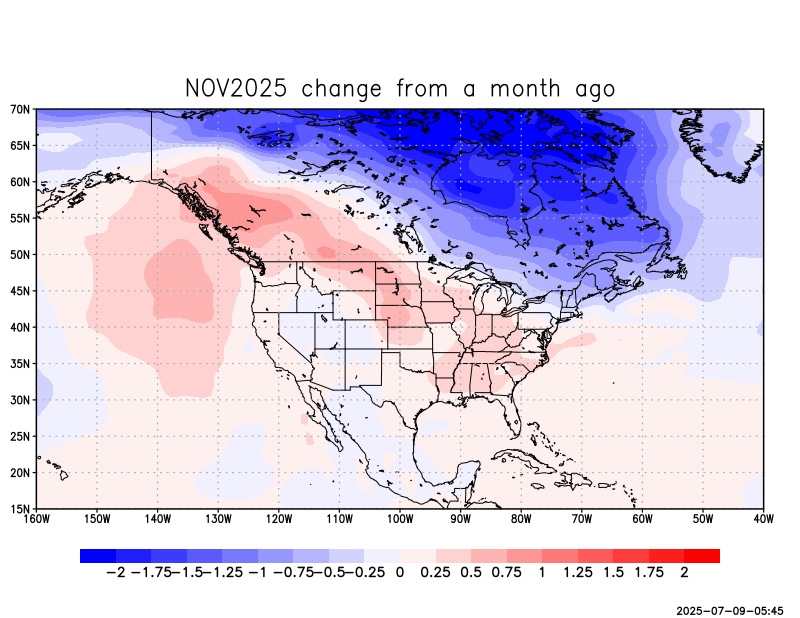 NOV2025 change from a month ago
70N
65N
60N
55N
50N
45N
40N
35N
30N
25N
20N
15N
160W 150W 140W 130W 120W 110W 100W 90W 80W 70W 60W 50W 40W
−2 −1.75 −1.5 −1.25 −1 −0.75 −0.5 −0.25 0 0.25 0.5 0.75 1 1.25 1.5 1.75 2
2025-07-09-05:45